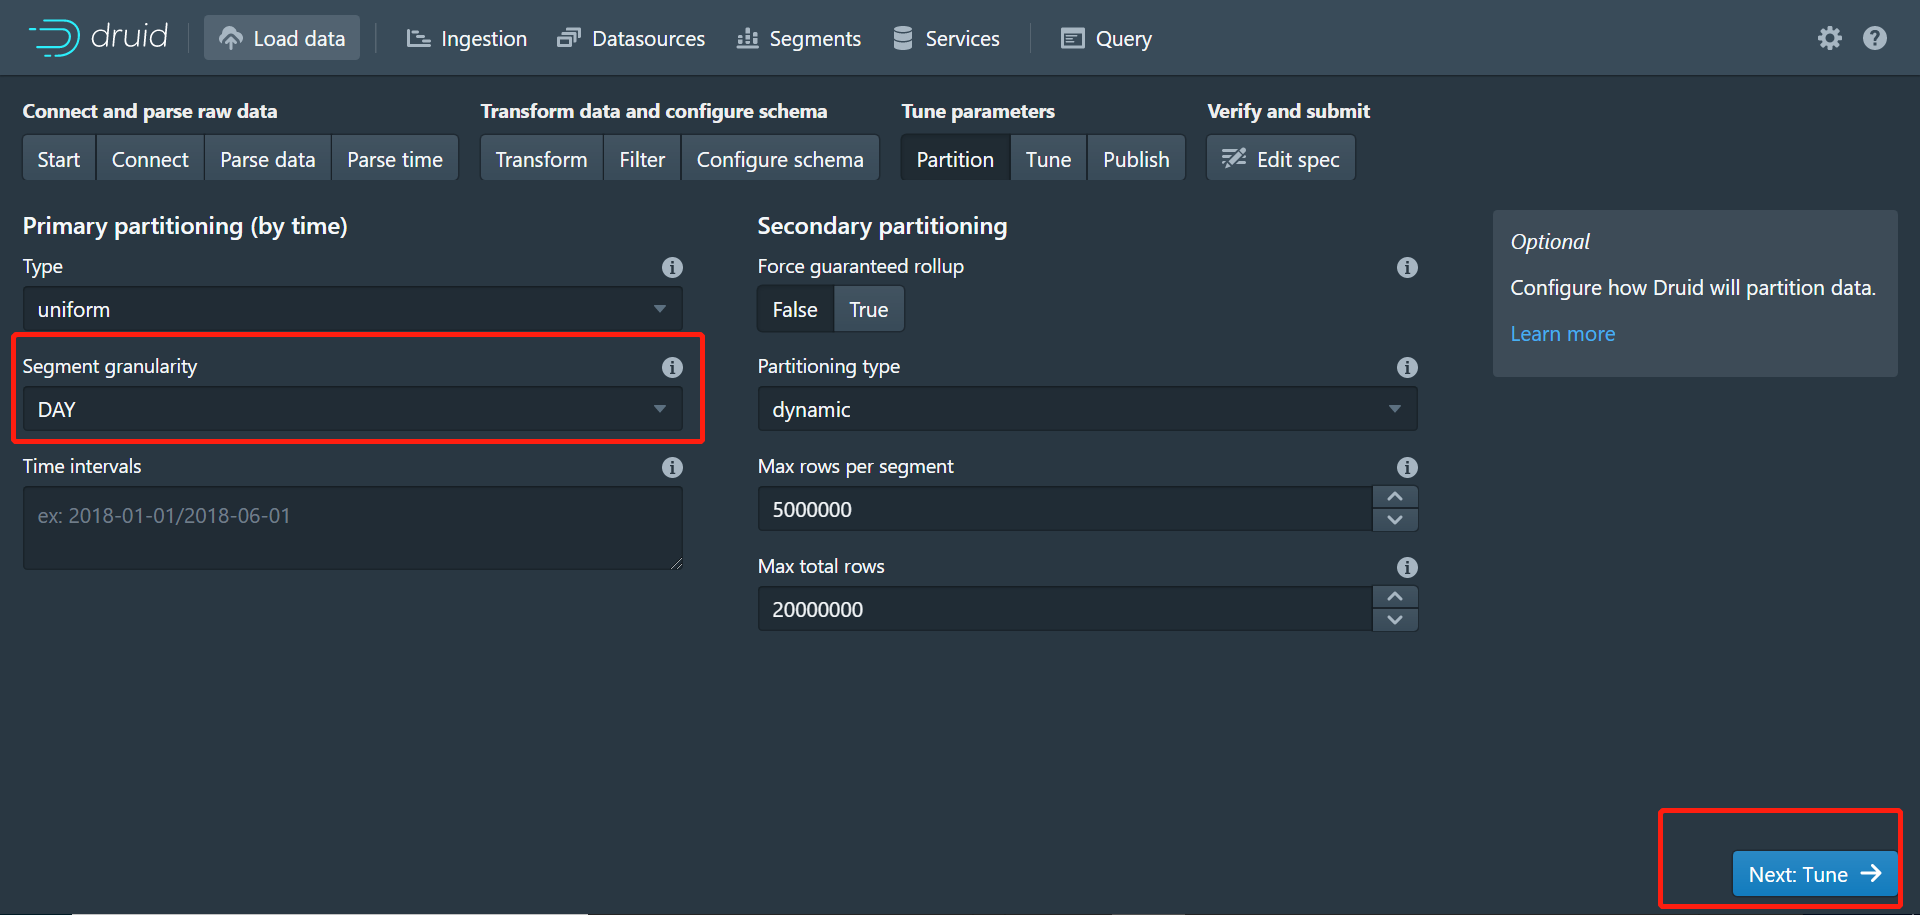 druid Load data Ingestion Datasources Segments Services Query
Connect and parse raw data Transform data and configure schema Tune parameters Verify and submit
Start Connect Parse data Parse time Transform Filter Configure schema Partition Tune Publish Edit spec
Primary partitioning (by time)
Type
uniform
Segment granularity
DAY
Time intervals
ex: 2018-01-01/2018-06-01
Secondary partitioning
Force guaranteed rollup
False True
Partitioning type
dynamic
Max rows per segment
5000000
Max total rows
20000000
Optional
Configure how Druid will partition data.
Learn more
Next: Tune